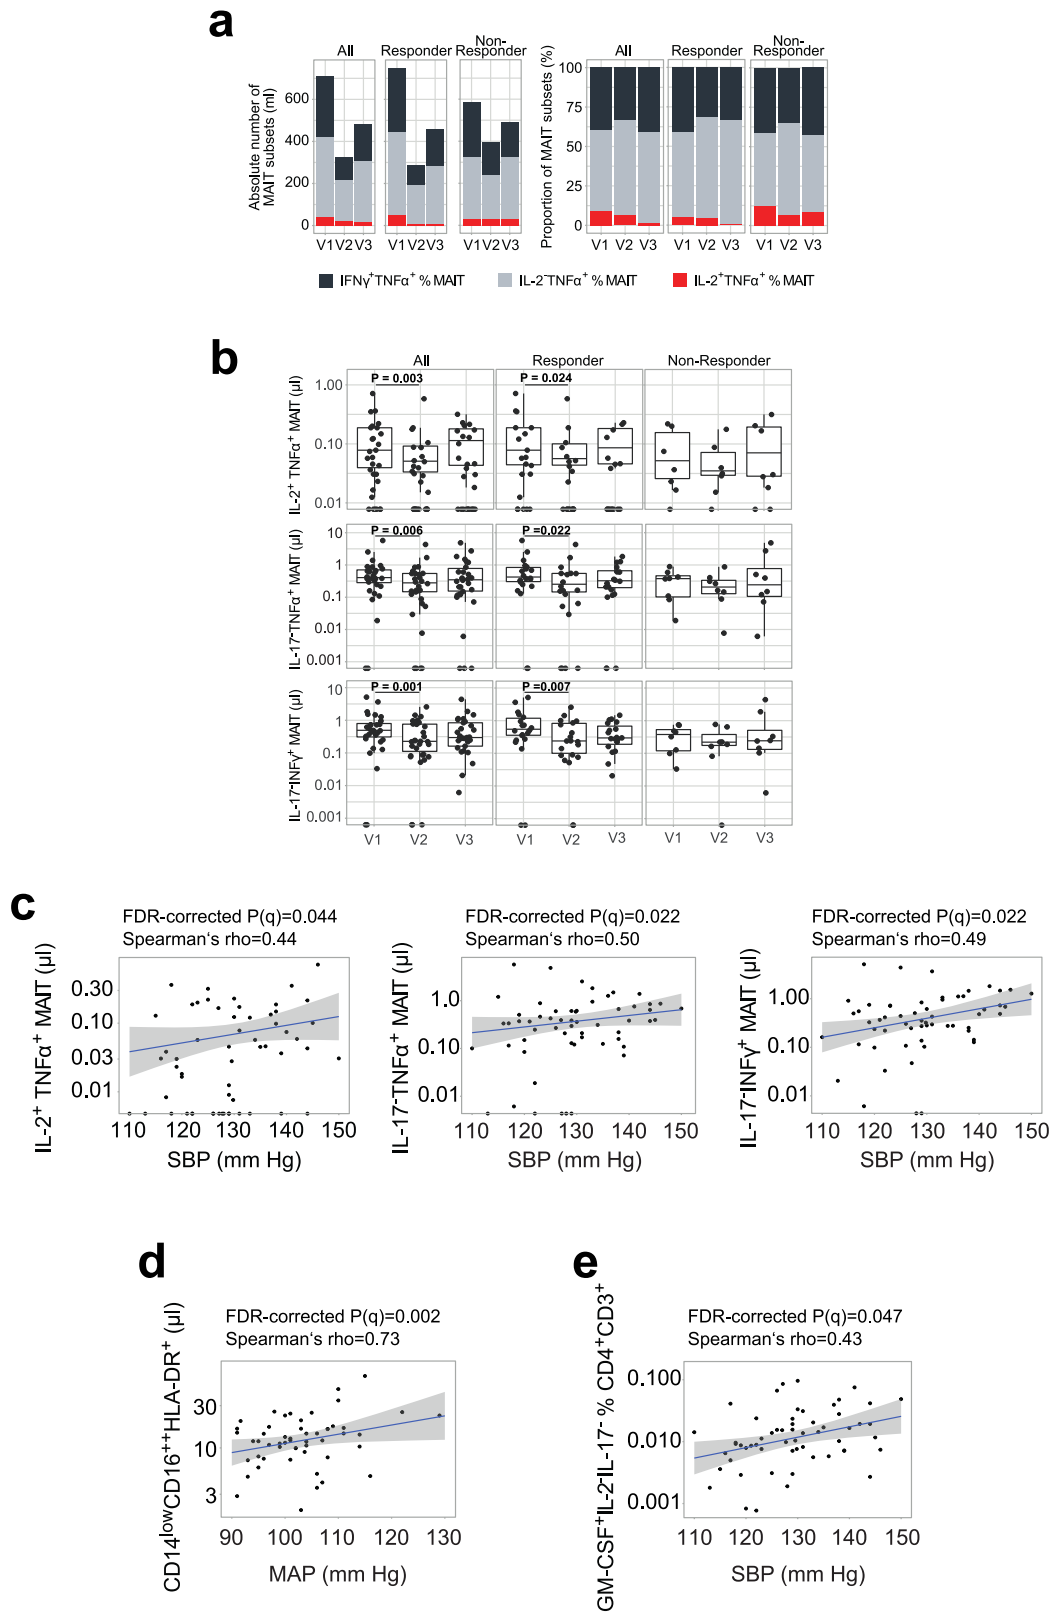 a
All
Responder
Non-
Responder
Absolute number of
MAIT subsets (ml)
600
400
200
0
V1 V2 V3
V1 V2 V3
V1 V2 V3
All
Responder
Non-
Responder
Proportion of MAIT subsets (%)
100
75
50
25
0
V1 V2 V3
V1 V2 V3
V1 V2 V3
IFNγ⁺TNFα⁺ % MAIT
IL-2⁻TNFα⁺ % MAIT
IL-2⁺TNFα⁺ % MAIT
b
All
Responder
Non-Responder
IL-2⁺ TNFα⁺ MAIT (µl)
1.00
0.10
0.01
P = 0.003
P = 0.024
IL-17⁻TNFα⁺ MAIT (µl)
10
1
0.1
0.01
0.001
P = 0.006
P =0.022
IL-17⁻INFγ⁺ MAIT (µl)
10
1
0.1
0.01
0.001
P = 0.001
P =0.007
V1 V2 V3
V1 V2 V3
V1 V2 V3
c
FDR-corrected P(q)=0.044
Spearman‘s rho=0.44
IL-2⁺ TNFα⁺ MAIT (µl)
0.30
0.10
0.03
0.01
110 120 130 140 150
SBP (mm Hg)
FDR-corrected P(q)=0.022
Spearman‘s rho=0.50
IL-17⁻TNFα⁺ MAIT (µl)
1.0
0.10
0.01
110 120 130 140 150
SBP (mm Hg)
FDR-corrected P(q)=0.022
Spearman‘s rho=0.49
IL-17⁻INFγ⁺ MAIT (µl)
1.00
0.10
0.01
110 120 130 140 150
SBP (mm Hg)
d
FDR-corrected P(q)=0.002
Spearman‘s rho=0.73
CD14ˡᵒʷCD16⁺⁺HLA-DR⁺ (µl)
30
10
3
90 100 110 120 130
MAP (mm Hg)
e
FDR-corrected P(q)=0.047
Spearman‘s rho=0.43
GM-CSF⁺IL-2⁻IL-17⁻ % CD4⁺CD3⁺
0.100
0.010
0.001
110 120 130 140 150
SBP (mm Hg)